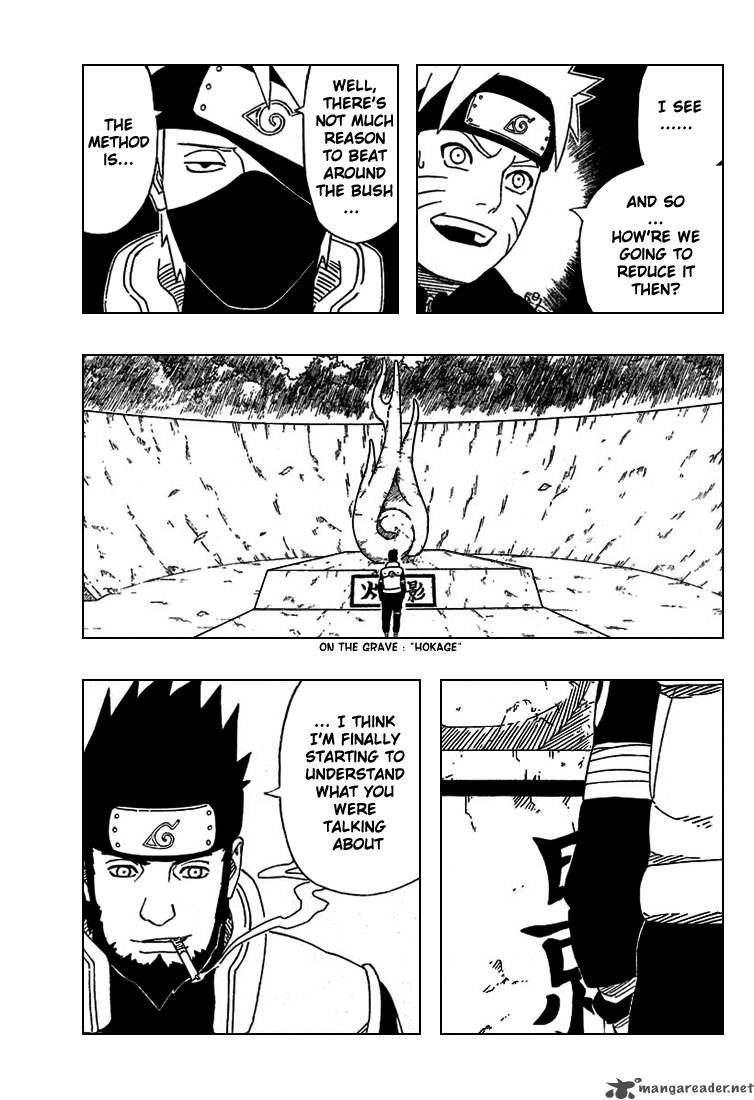 I SEE
......
AND SO
...
HOW'RE WE
GOING TO
REDUCE IT
THEN?
WELL,
THERE'S
NOT MUCH
REASON
TO BEAT
AROUND
THE BUSH
...
THE
METHOD
IS...
火影
ON THE GRAVE : "HOKAGE"
... I THINK
I'M FINALLY
STARTING TO
UNDERSTAND
WHAT YOU
WERE
TALKING
ABOUT
mangareader.net